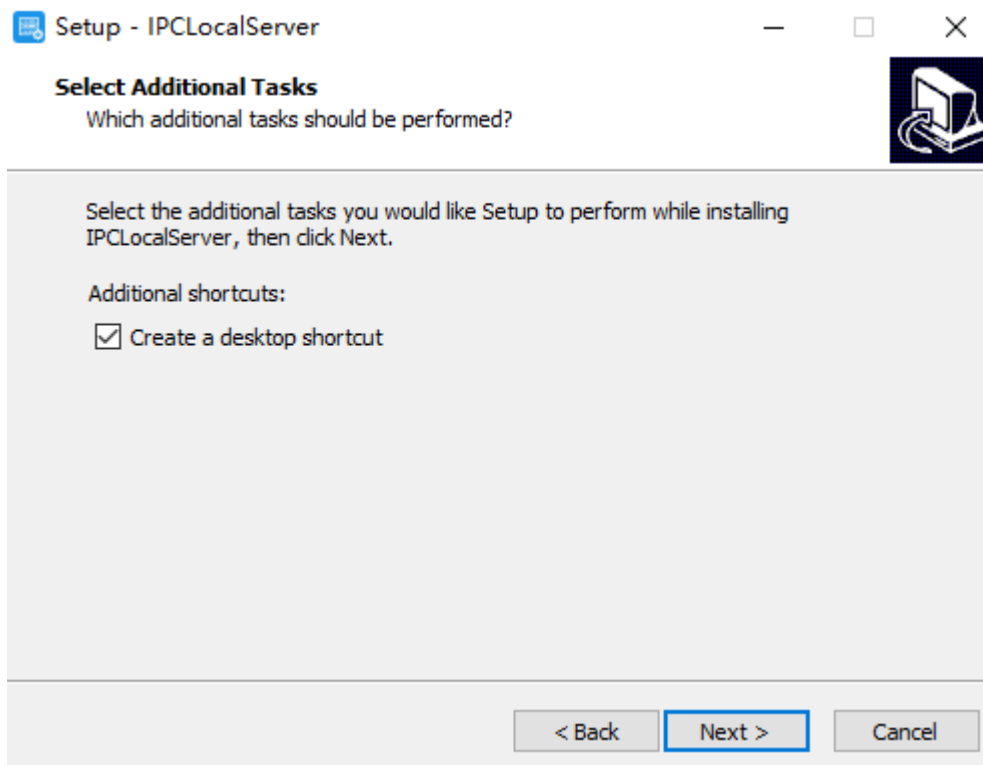 Setup - IPCLocalServer
Select Additional Tasks
Which additional tasks should be performed?
Select the additional tasks you would like Setup to perform while installing
IPCLocalServer, then click Next.
Additional shortcuts:
Create a desktop shortcut
< Back
Next >
Cancel